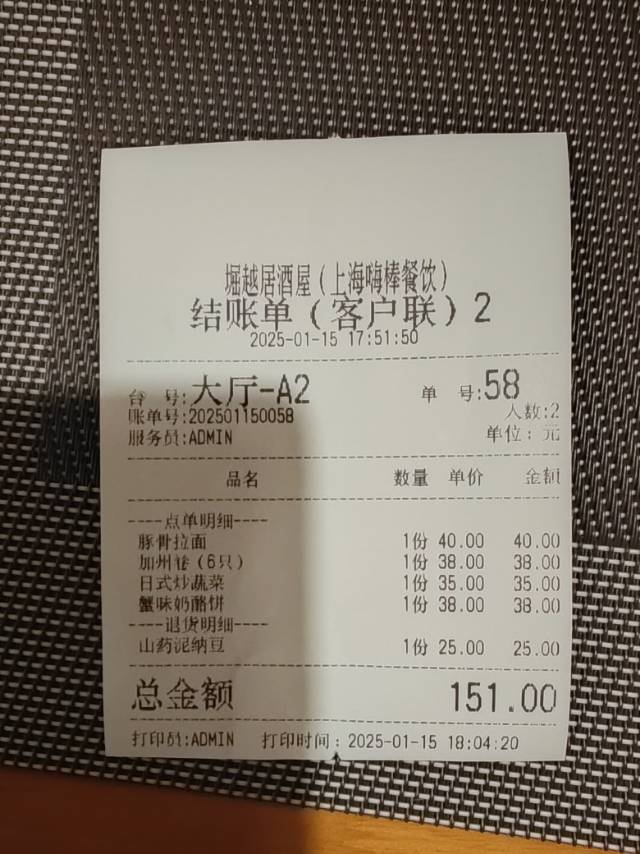 堀越居酒屋(上海嗨棒餐饮)
结账单(客户联)2
2025-01-15 17:51:50
台 号:大厅-A2 单 号:58
账单号:202501150058 人数:2
服务员:ADMIN 单位:元
品名 数量 单价 金额
----点单明细----
豚骨拉面 1份 40.00 40.00
加州卷(6只) 1份 38.00 38.00
日式炒蔬菜 1份 35.00 35.00
蟹味奶酪饼 1份 38.00 38.00
----退货明细----
山药泥纳豆 1份 25.00 25.00
总金额 151.00
打印员:ADMIN 打印时间:2025-01-15 18:04:20